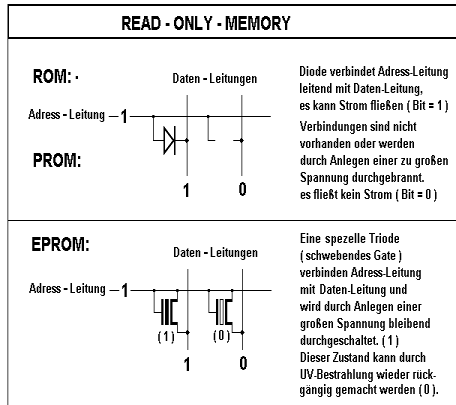 READ - ONLY - MEMORY
ROM: -
Daten - Leitungen
Adress - Leitung
1
PROM:
1
0
Diode verbindet Adress-Leitung
leitend mit Daten-Leitung,
es kann Strom fließen ( Bit = 1 )
Verbindungen sind nicht
vorhanden oder werden
durch Anlegen einer zu großen
Spannung durchgebrannt.
es fließt kein Strom ( Bit = 0 )
EPROM:
Daten - Leitungen
Adress - Leitung
1
( 1 )
( 0 )
1
0
Eine spezelle Triode
( schwebendes Gate )
verbinden Adress-Leitung
mit Daten-Leitung und
wird durch Anlegen einer
großen Spannung bleibend
durchgeschaltet. ( 1 )
Dieser Zustand kann durch
UV-Bestrahlung wieder rück-
gängig gemacht werden ( 0 ).